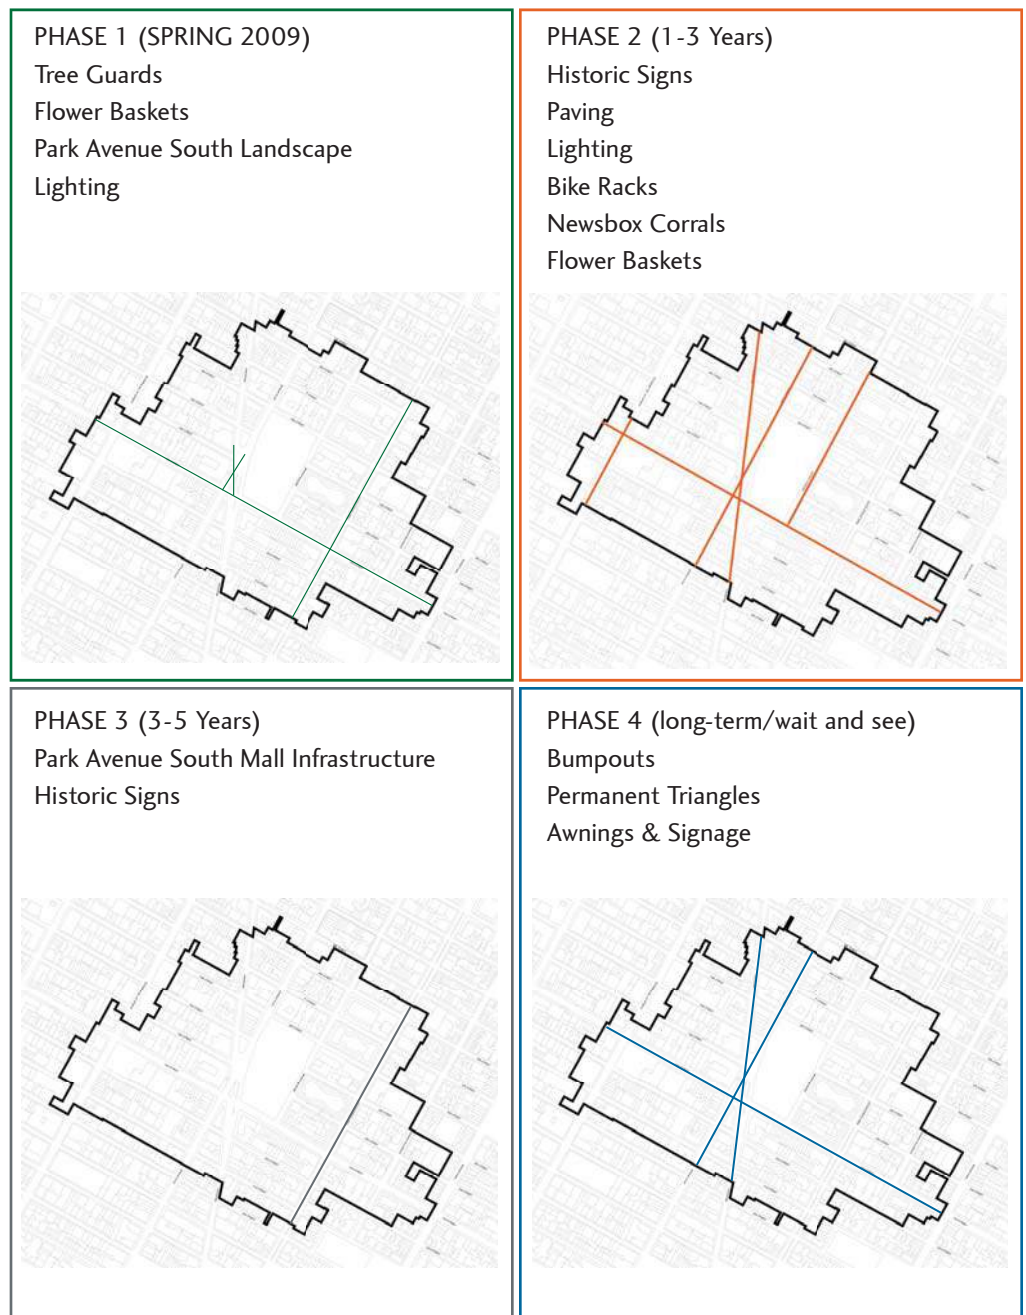 PHASE 1 (SPRING 2009)
Tree Guards
Flower Baskets
Park Avenue South Landscape
Lighting
PHASE 2 (1-3 Years)
Historic Signs
Paving
Lighting
Bike Racks
Newsbox Corrals
Flower Baskets
PHASE 3 (3-5 Years)
Park Avenue South Mall Infrastructure
Historic Signs
PHASE 4 (long-term/wait and see)
Bumpouts
Permanent Triangles
Awnings & Signage